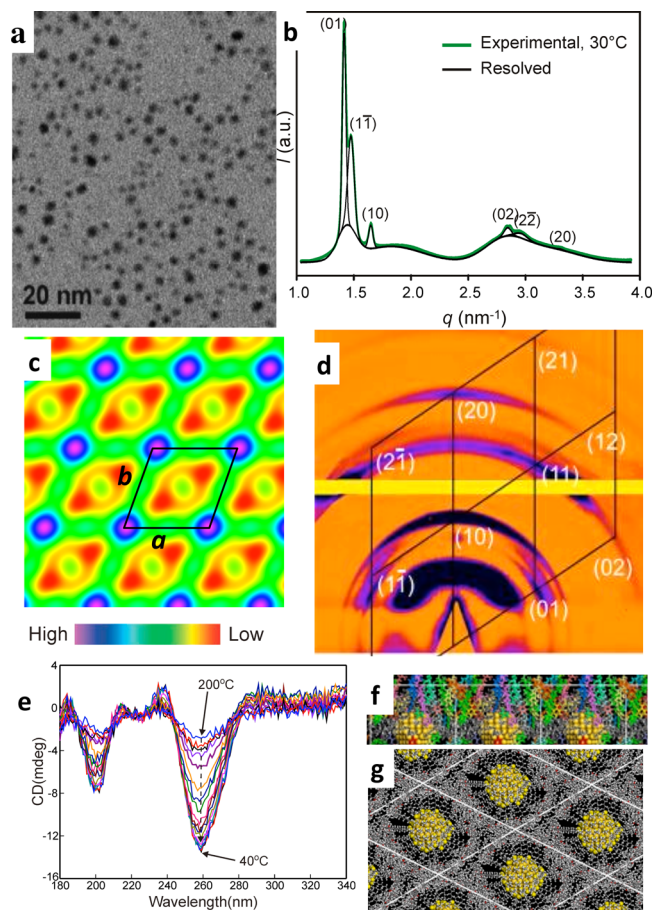 a
20 nm
b
(01)
(11̅)
(10)
(02)
(22̅)
(20)
Experimental, 30°C
Resolved
I (a.u.)
1.0 1.5 2.0 2.5 3.0 3.5 4.0
q (nm⁻¹)
c
b
a
High Low
d
(21)
(20)
(12)
(21̅)
(11)
(10)
(02)
(11̅)
(01)
e
200°C
40°C
CD(mdeg)
4
0
-4
-8
-12
-16
180 200 220 240 260 280 300 320 340
Wavelength(nm)
f
g